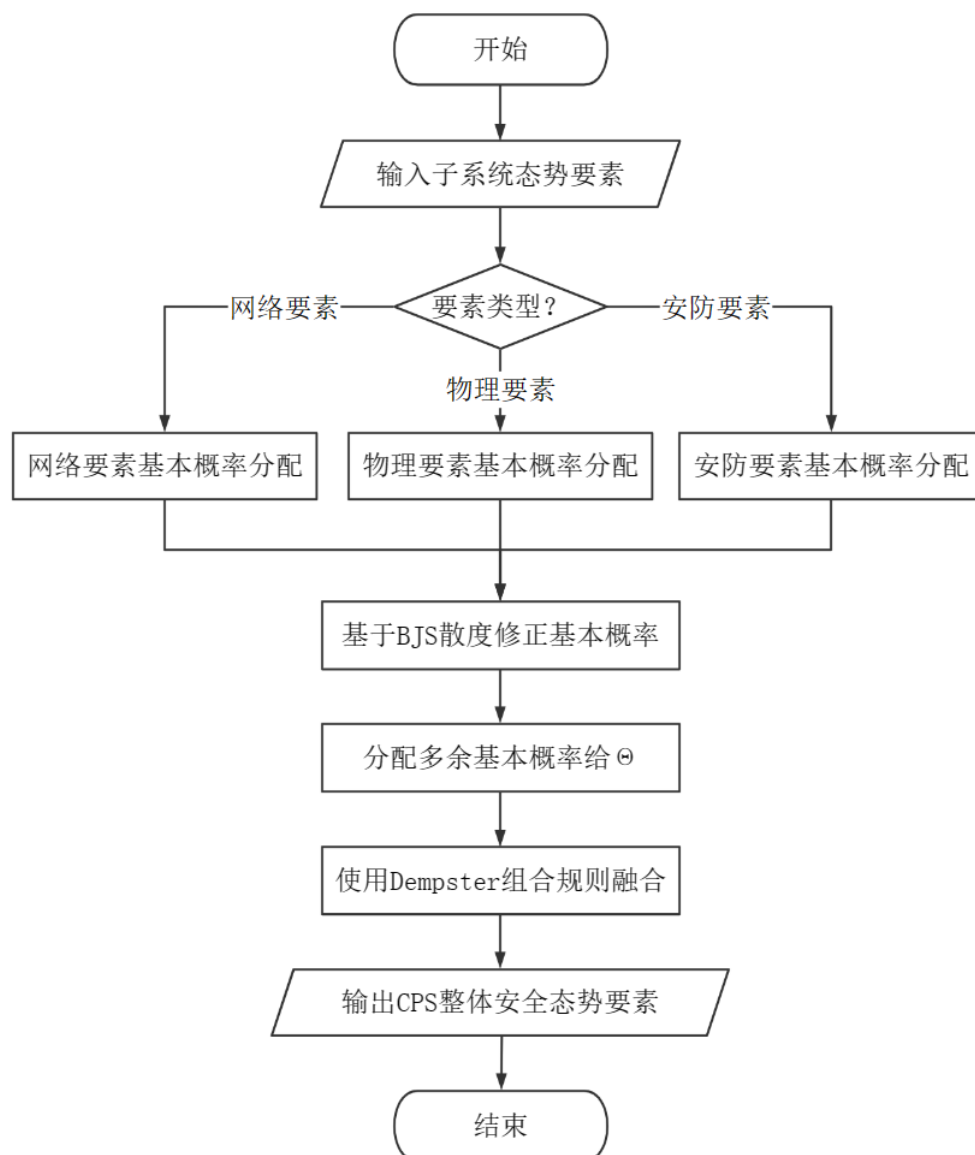 开始
输入子系统态势要素
要素类型？
网络要素
安防要素
物理要素
网络要素基本概率分配
物理要素基本概率分配
安防要素基本概率分配
基于BJS散度修正基本概率
分配多余基本概率给Θ
使用Dempster组合规则融合
输出CPS整体安全态势要素
结束